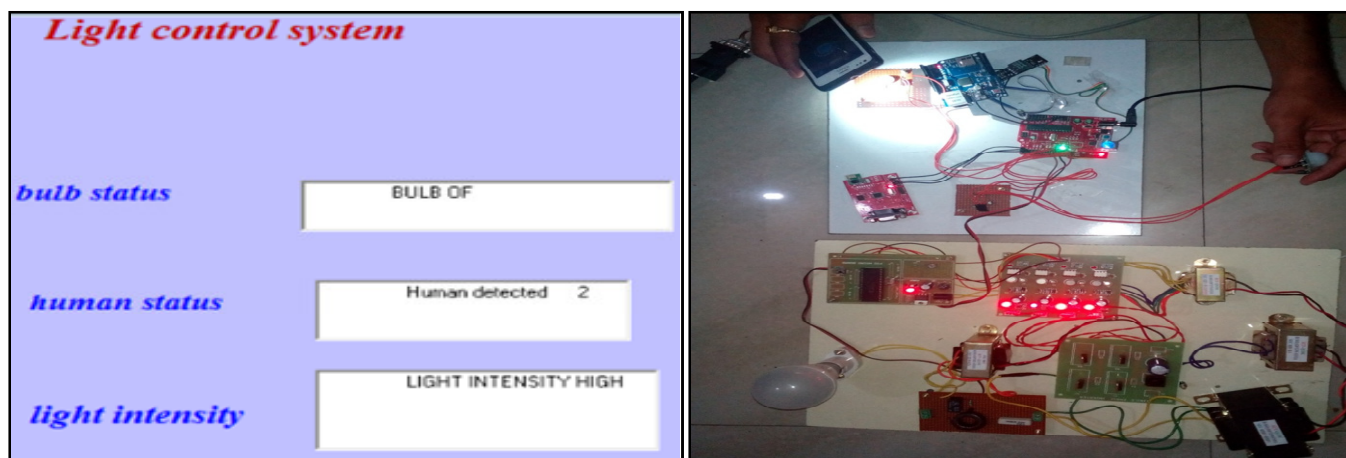 Light control system
bulb status
BULB OF
human status
Human detected 2
light intensity
LIGHT INTENSITY HIGH